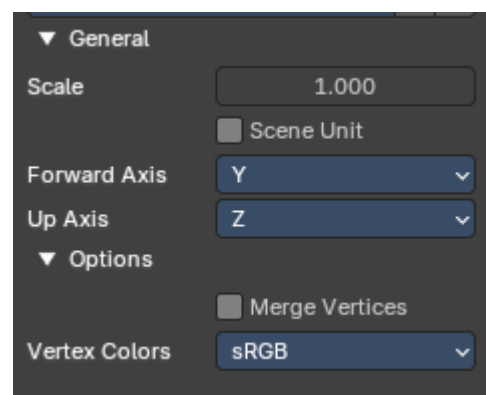 General
Scale 1.000
Scene Unit
Forward Axis Y
Up Axis Z
Options
Merge Vertices
Vertex Colors sRGB